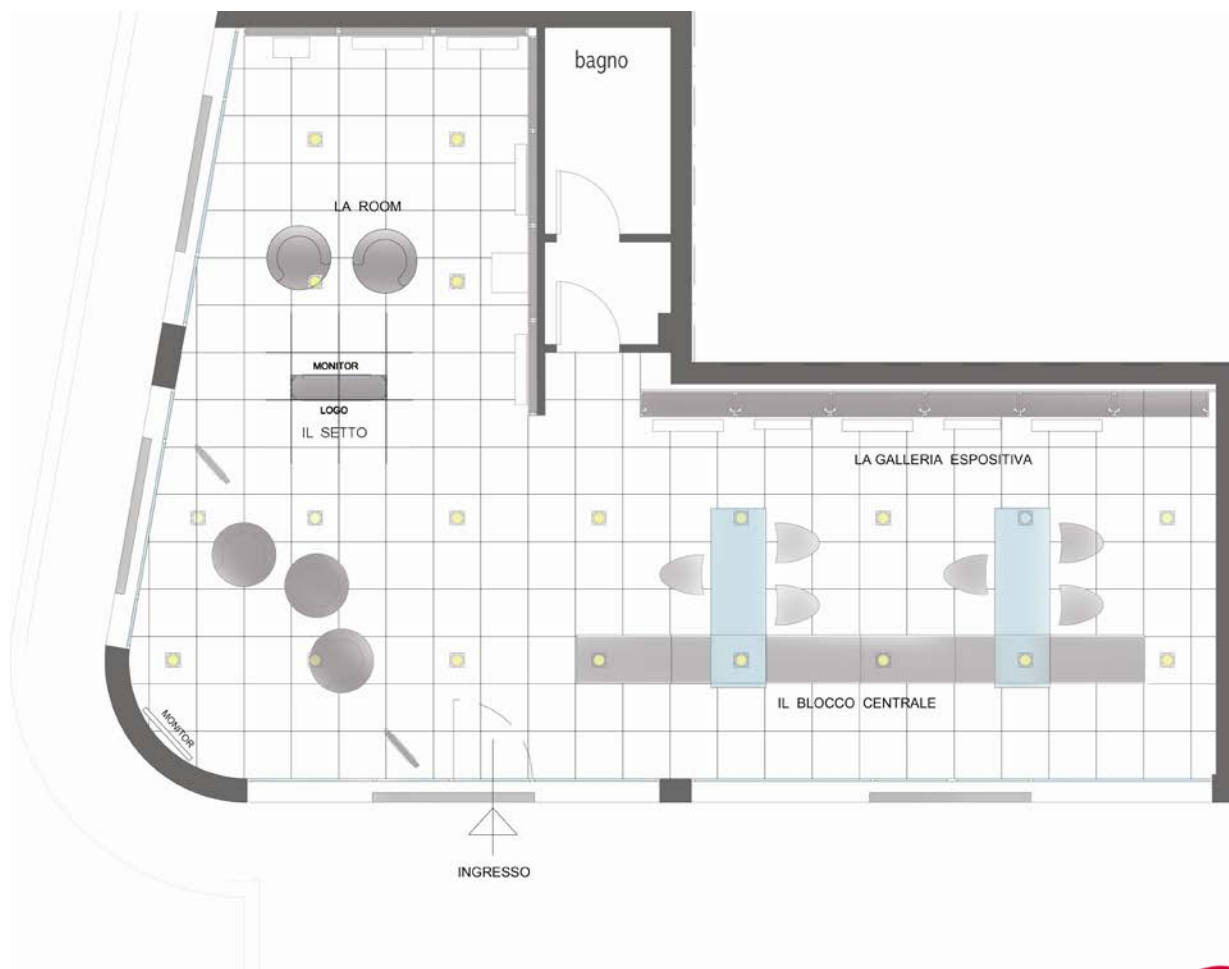 bagno
LA ROOM
MONITOR
LOGO
IL SETTO
LA GALLERIA ESPOSITIVA
IL BLOCCO CENTRALE
MONITOR
INGRESSO